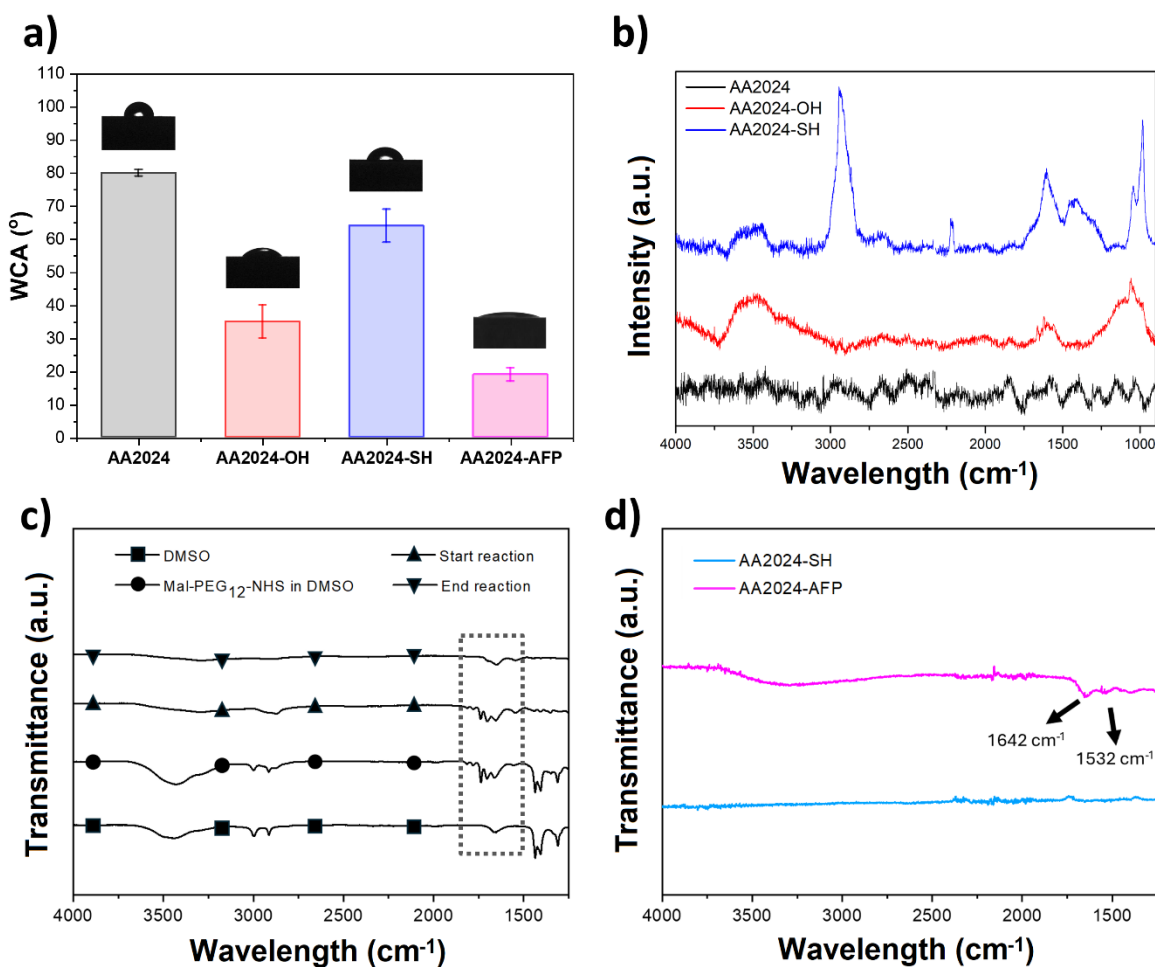 a)
WCA (º)
110
100
90
80
70
60
50
40
30
20
10
0
AA2024
AA2024-OH
AA2024-SH
AA2024-AFP
b)
AA2024
AA2024-OH
AA2024-SH
Intensity (a.u.)
4000 3500 3000 2500 2000 1500 1000
Wavelength (cm⁻¹)
c)
DMSO
Mal-PEG₁₂-NHS in DMSO
Start reaction
End reaction
Transmittance (a.u.)
4000 3500 3000 2500 2000 1500
Wavelength (cm⁻¹)
d)
AA2024-SH
AA2024-AFP
1642 cm⁻¹
1532 cm⁻¹
Transmittance (a.u.)
4000 3500 3000 2500 2000 1500
Wavelength (cm⁻¹)